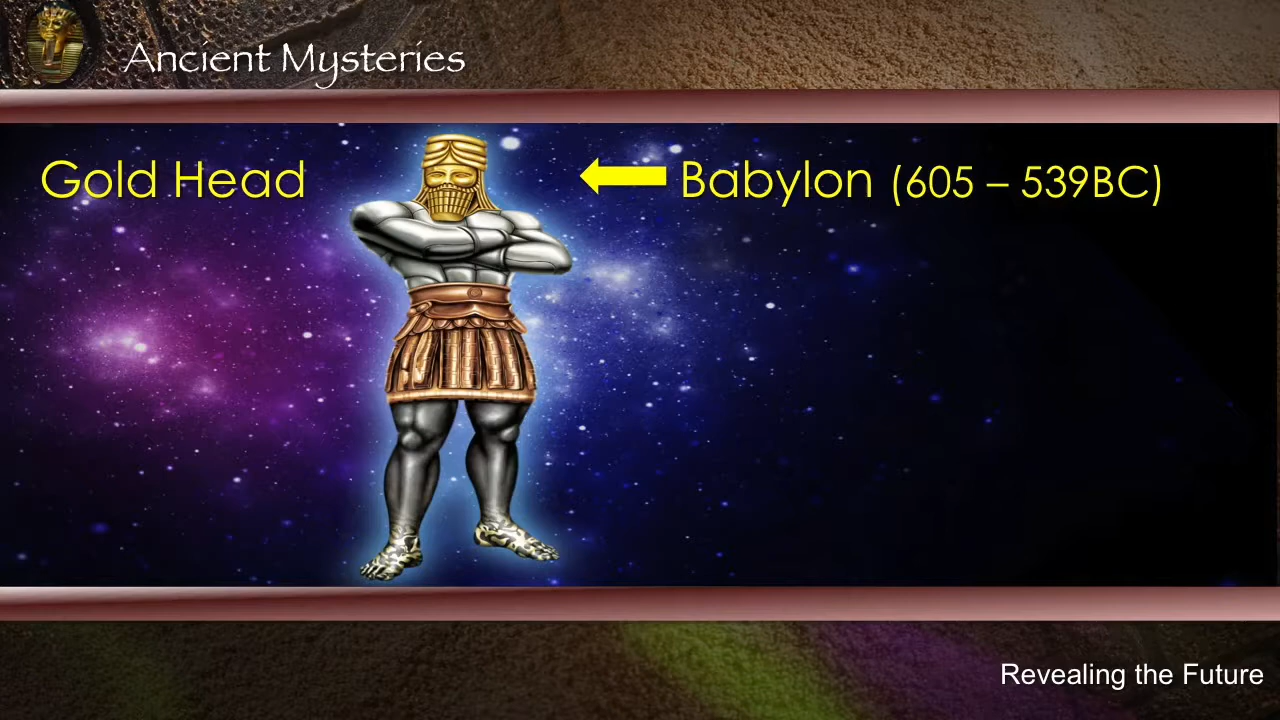 Ancient Mysteries
Gold Head
Babylon (605 – 539BC)
Revealing the Future